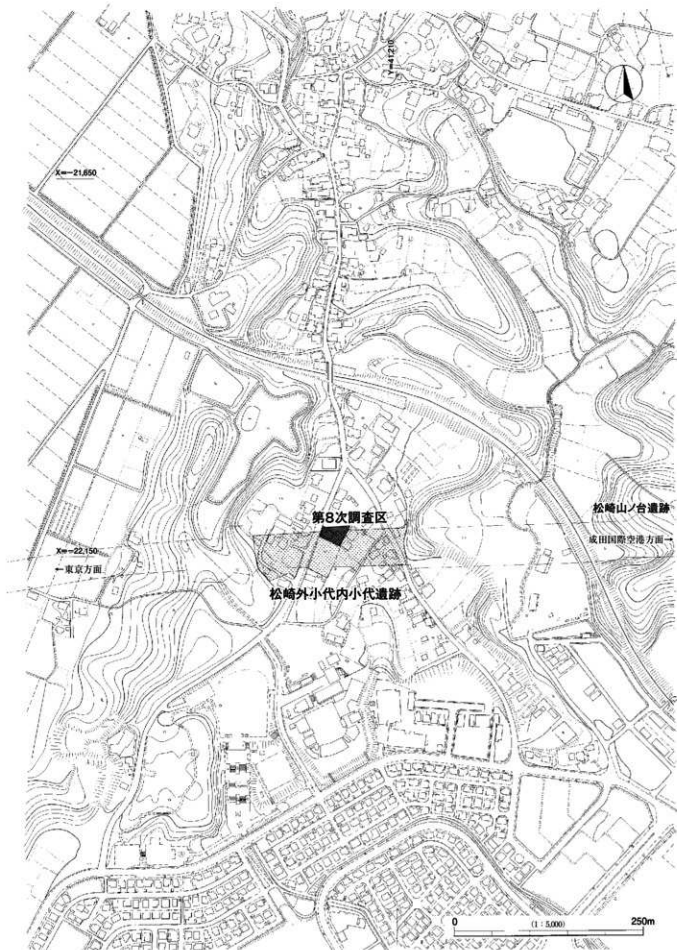 Y=41,210
X=-21,650
松崎山ノ台遺跡
第8次調査区
成田国際空港方面→
X=-22,150
←東京方面
松崎外小代内小代遺跡
0 (1:5,000) 250m